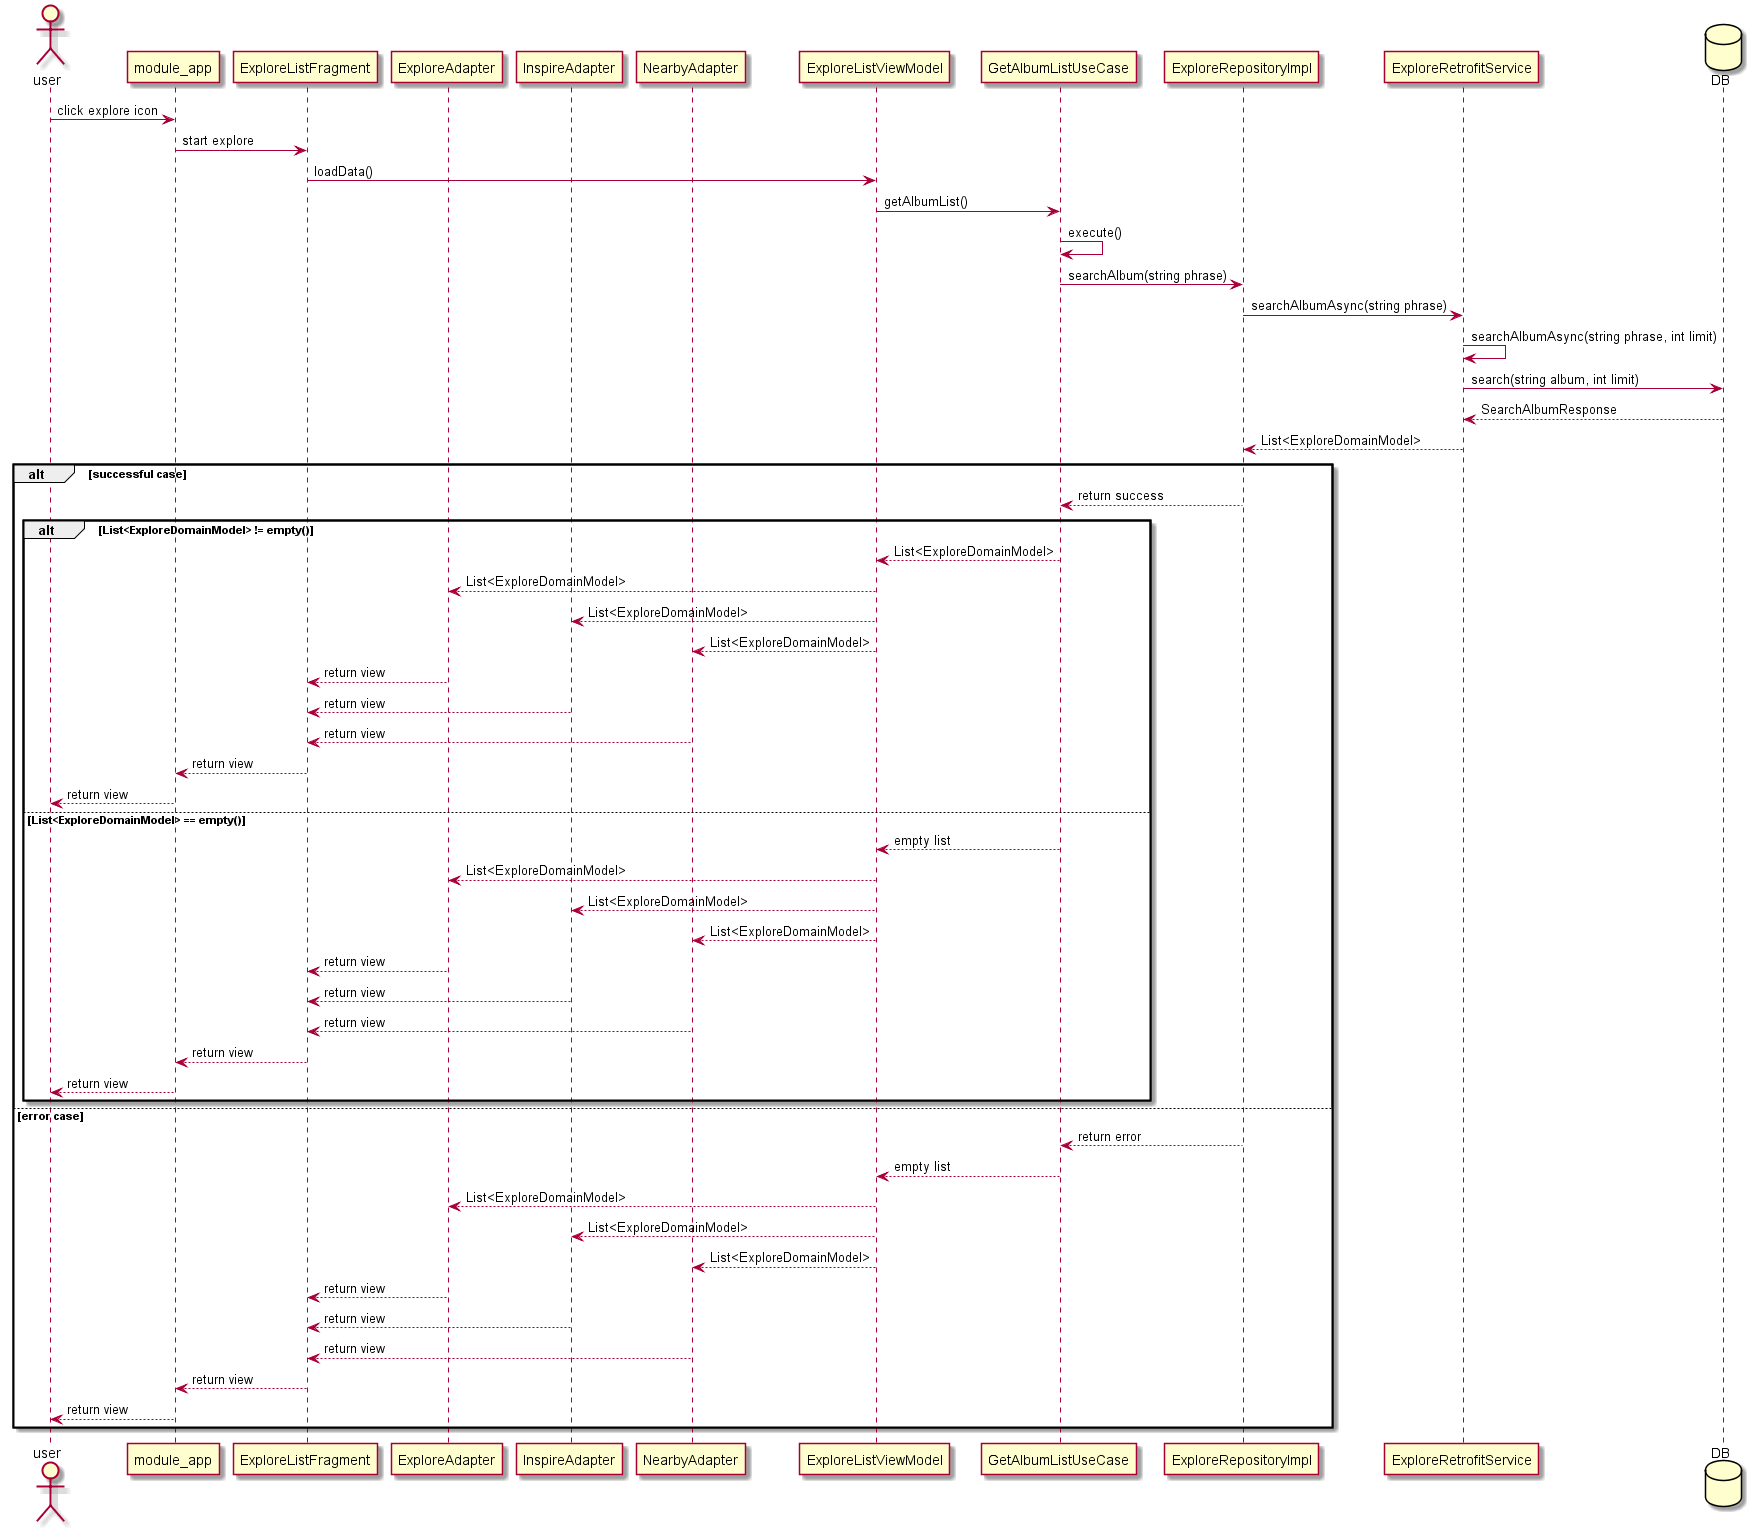 user
module_app
ExploreListFragment
ExploreAdapter
InspireAdapter
NearbyAdapter
ExploreListViewModel
GetAlbumListUseCase
ExploreRepositoryImpl
ExploreRetrofitService
DB
click explore icon
start explore
loadData()
getAlbumList()
execute()
searchAlbum(string phrase)
searchAlbumAsync(string phrase)
searchAlbumAsync(string phrase, int limit)
search(string album, int limit)
SearchAlbumResponse
List<ExploreDomainModel>
alt [successful case]
return success
alt [List<ExploreDomainModel> != empty()]
List<ExploreDomainModel>
List<ExploreDomainModel>
List<ExploreDomainModel>
List<ExploreDomainModel>
return view
return view
return view
return view
return view
[List<ExploreDomainModel> == empty()]
empty list
List<ExploreDomainModel>
List<ExploreDomainModel>
List<ExploreDomainModel>
return view
return view
return view
return view
return view
[error case]
return error
empty list
List<ExploreDomainModel>
List<ExploreDomainModel>
List<ExploreDomainModel>
return view
return view
return view
return view
return view
user
module_app
ExploreListFragment
ExploreAdapter
InspireAdapter
NearbyAdapter
ExploreListViewModel
GetAlbumListUseCase
ExploreRepositoryImpl
ExploreRetrofitService
DB